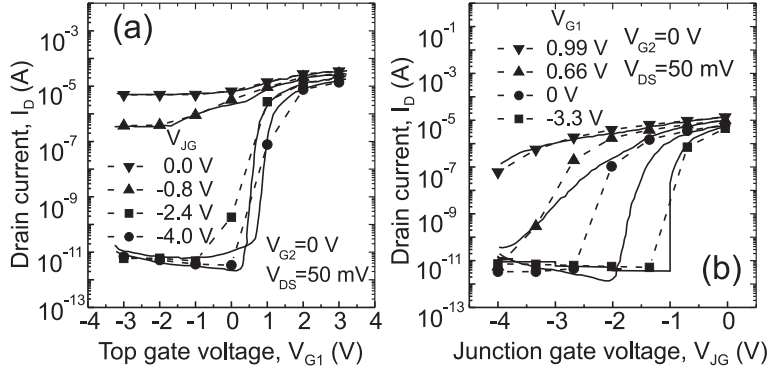 (a)
10⁻¹
10⁻³
10⁻⁵
10⁻⁷
10⁻⁹
10⁻¹¹
10⁻¹³
Drain current, I_D (A)
V_JG
0.0 V
-0.8 V
-2.4 V
-4.0 V
V_G2=0 V
V_DS=50 mV
-4 -3 -2 -1 0 1 2 3 4
Top gate voltage, V_G1 (V)
10⁻¹
10⁻³
10⁻⁵
10⁻⁷
10⁻⁹
10⁻¹¹
10⁻¹³
Drain current, I_D (A)
V_G1
0.99 V
0.66 V
0 V
-3.3 V
V_G2=0 V
V_DS=50 mV
(b)
-4 -3 -2 -1 0
Junction gate voltage, V_JG (V)